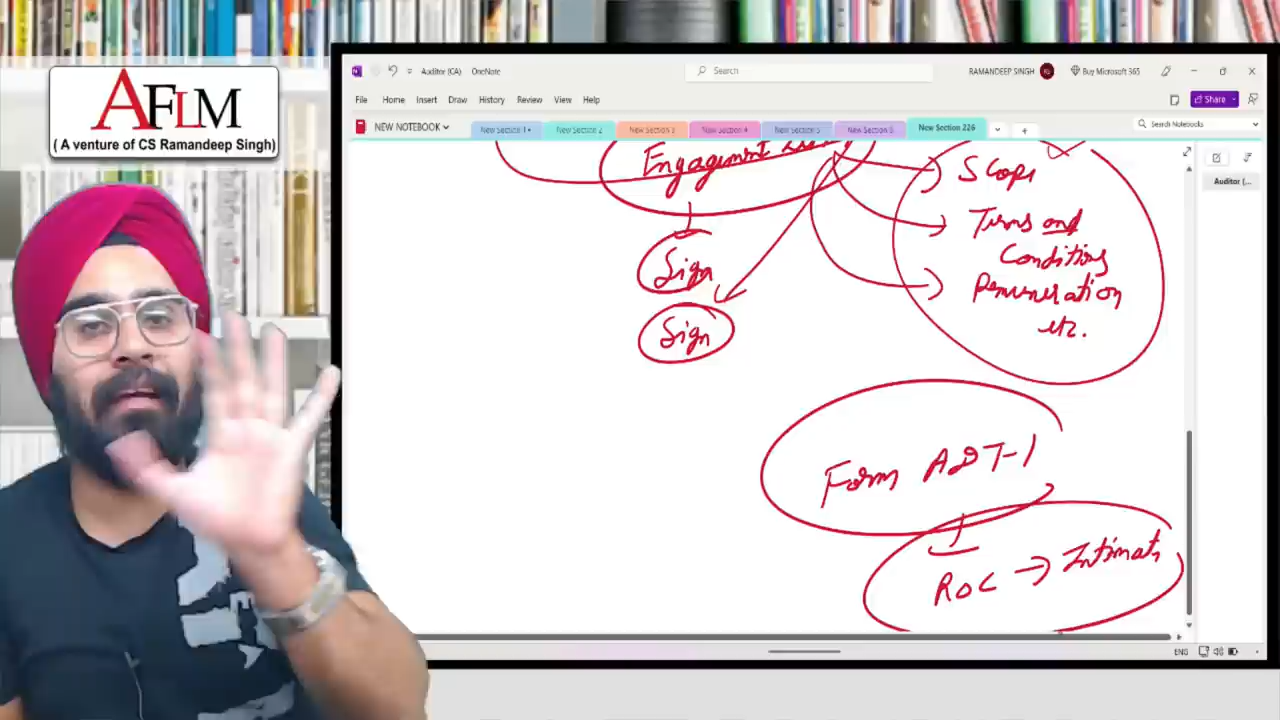 AFLM
( A venture of CS Ramandeep Singh)
Auditor (CA) OneNote
Search
RAMANDEEP SINGH
Buy Microsoft 365
File Home Insert Draw History Review View Help
Share
NEW NOTEBOOK
New Section 1 New Section 2 New Section 3 New Section 4 New Section 5 New Section 6 New Section 226
+
Search Notebooks
Auditor (...
Engagement
Scope
Terms and
Conditions
Remuneration
etc.
Sign
Sign
Form ADT-1
ROC → Intimatn
ENG